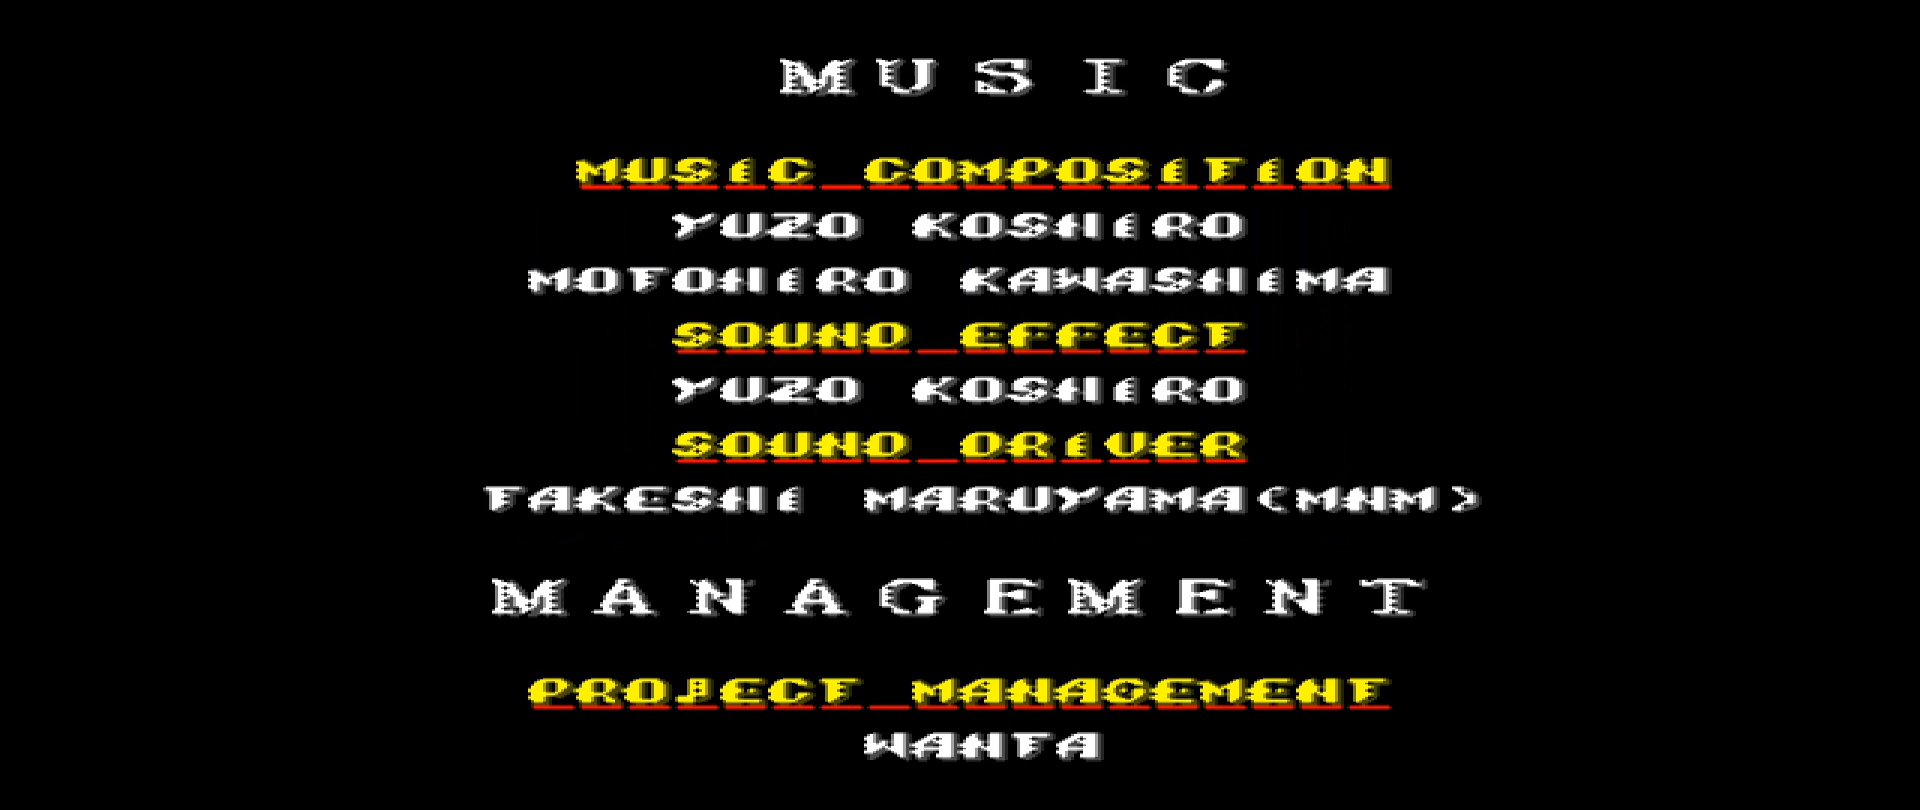 MUSIC
MUSIC COMPOSITION
YUZO KOSHIRO
MOTOHIRO KAWASHIMA
SOUND EFFECT
YUZO KOSHIRO
SOUND DRIVER
TAKESHI MARUYAMA(MNM)
MANAGEMENT
PROJECT MANAGEMENT
WANTA